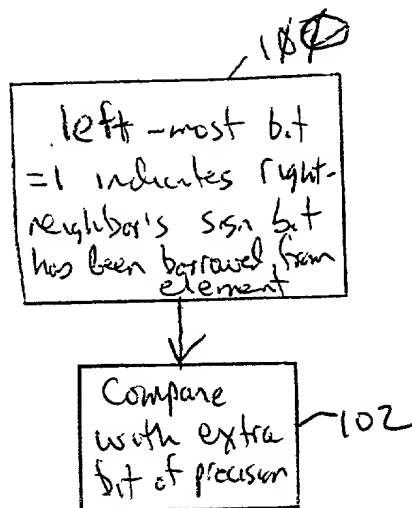 100
left-most bit
=1 indicates right-
neighbor's sign bit
has been borrowed from
element
Compare
with extra
bit of precision
102